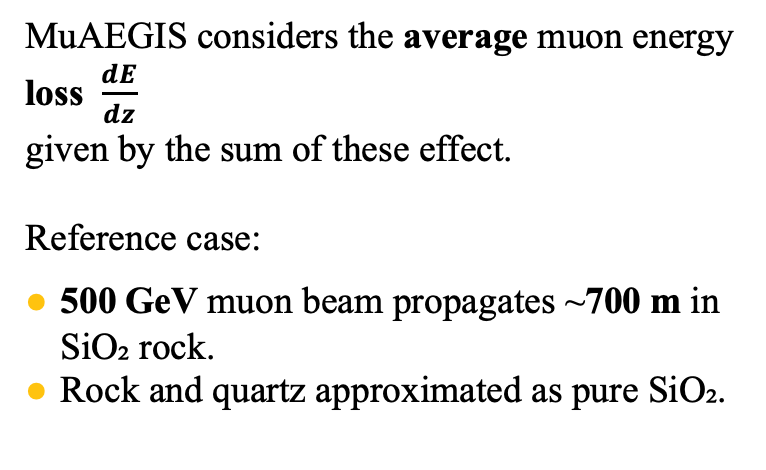 MuAEGIS considers the average muon energy
loss dE/dz
given by the sum of these effect.
Reference case:
● 500 GeV muon beam propagates ~700 m in
SiO₂ rock.
● Rock and quartz approximated as pure SiO₂.